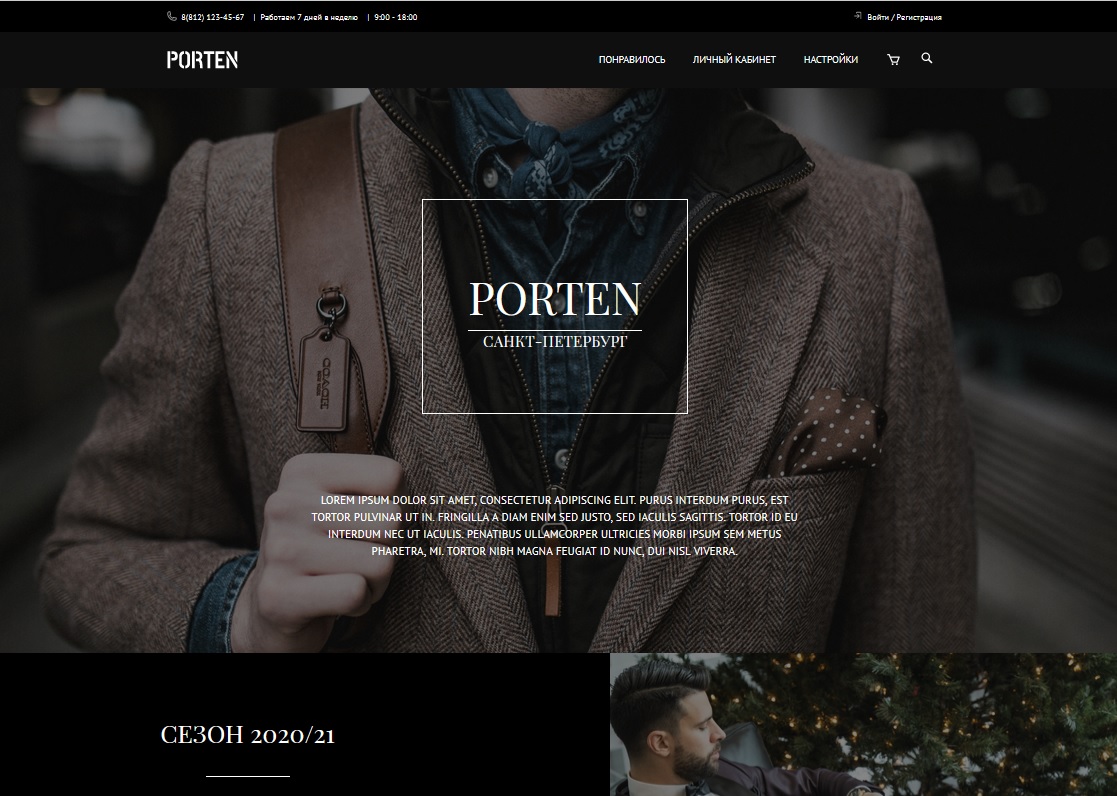 8(812) 123-45-67 | Работаем 7 дней в неделю | 9:00 - 18:00
Войти / Регистрация
PORTEN
ПОНРАВИЛОСЬ ЛИЧНЫЙ КАБИНЕТ НАСТРОЙКИ
PORTEN
САНКТ-ПЕТЕРБУРГ
COACH
LOREM IPSUM DOLOR SIT AMET, CONSECTETUR ADIPISCING ELIT. PURUS INTERDUM PURUS, EST
TORTOR PULVINAR UT IN. FRINGILLA A DIAM ENIM SED JUSTO, SED IACULIS SAGITTIS. TORTOR ID EU
INTERDUM NEC UT IACULIS. PENATIBUS ULLAMCORPER ULTRICIES MORBI IPSUM SEM METUS
PHARETRA, MI. TORTOR NIBH MAGNA FEUGIAT ID NUNC, DUI NISL VIVERRA.
СЕЗОН 2020/21